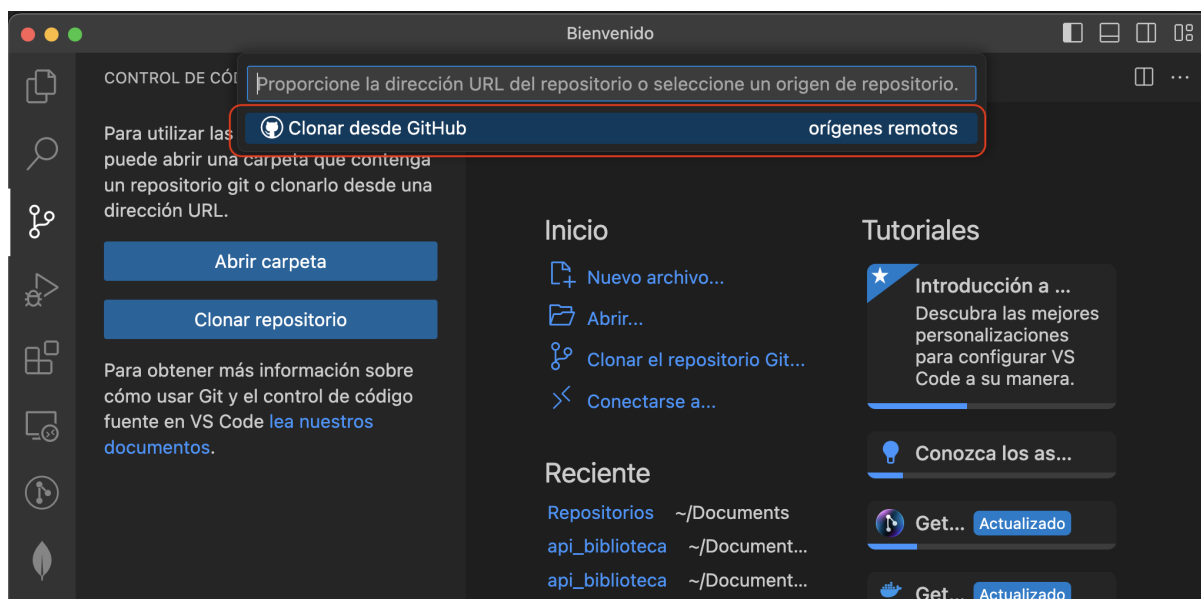 Bienvenido
CONTROL DE CÓD
Proporcione la dirección URL del repositorio o seleccione un origen de repositorio.
Clonar desde GitHub orígenes remotos
Para utilizar las
puede abrir una carpeta que contenga
un repositorio git o clonarlo desde una
dirección URL.
Abrir carpeta
Clonar repositorio
Para obtener más información sobre
cómo usar Git y el control de código
fuente en VS Code lea nuestros
documentos.
Inicio
Nuevo archivo...
Abrir...
Clonar el repositorio Git...
Conectarse a...
Reciente
Repositorios ~/Documents
api_biblioteca ~/Document...
api_biblioteca ~/Document...
Tutoriales
Introducción a ...
Descubra las mejores
personalizaciones
para configurar VS
Code a su manera.
Conozca los as...
Get... Actualizado
Get... Actualizado